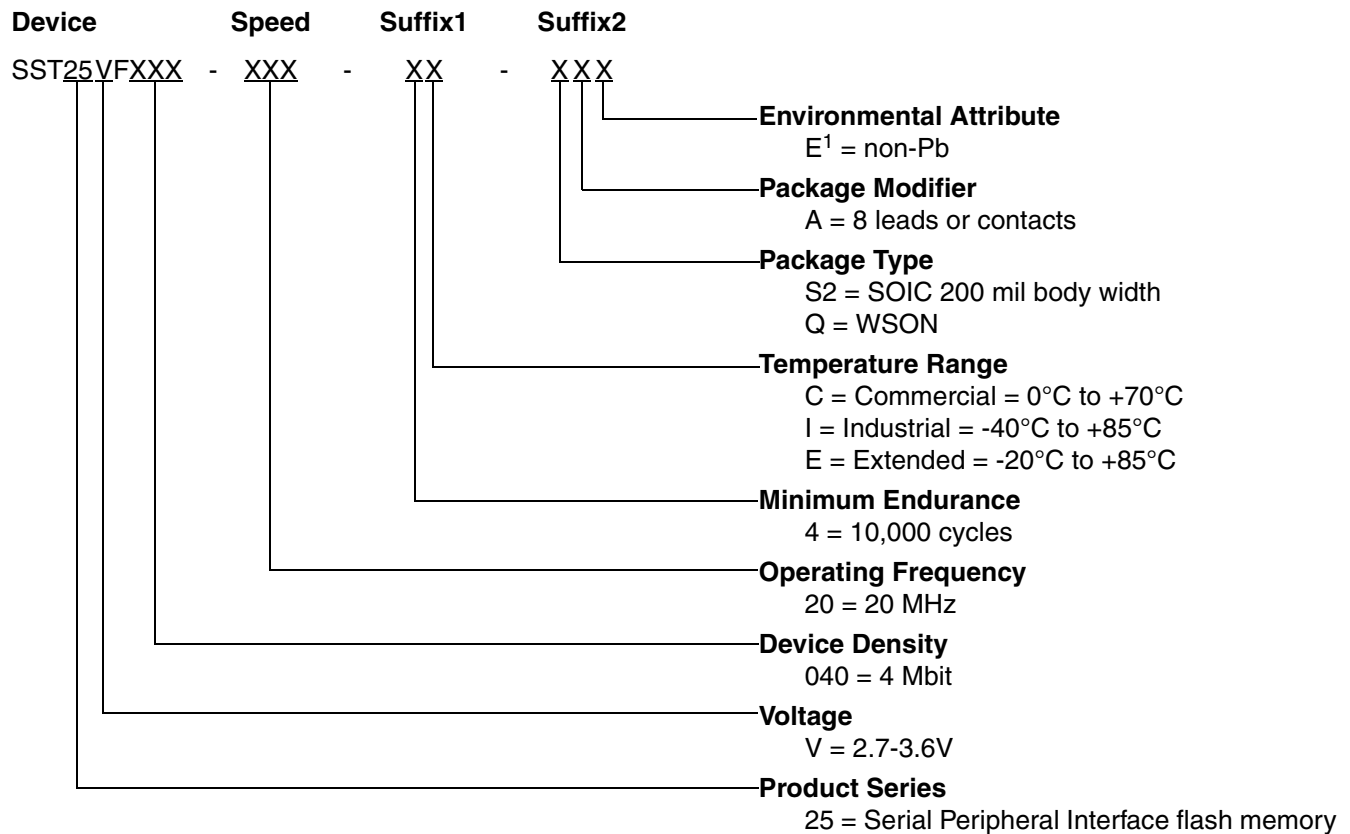 Device Speed Suffix1 Suffix2
SST25VFXXX - XXX - XX - XXX
Environmental Attribute
E1 = non-Pb
Package Modifier
A = 8 leads or contacts
Package Type
S2 = SOIC 200 mil body width
Q = WSON
Temperature Range
C = Commercial = 0°C to +70°C
I = Industrial = -40°C to +85°C
E = Extended = -20°C to +85°C
Minimum Endurance
4 = 10,000 cycles
Operating Frequency
20 = 20 MHz
Device Density
040 = 4 Mbit
Voltage
V = 2.7-3.6V
Product Series
25 = Serial Peripheral Interface flash memory